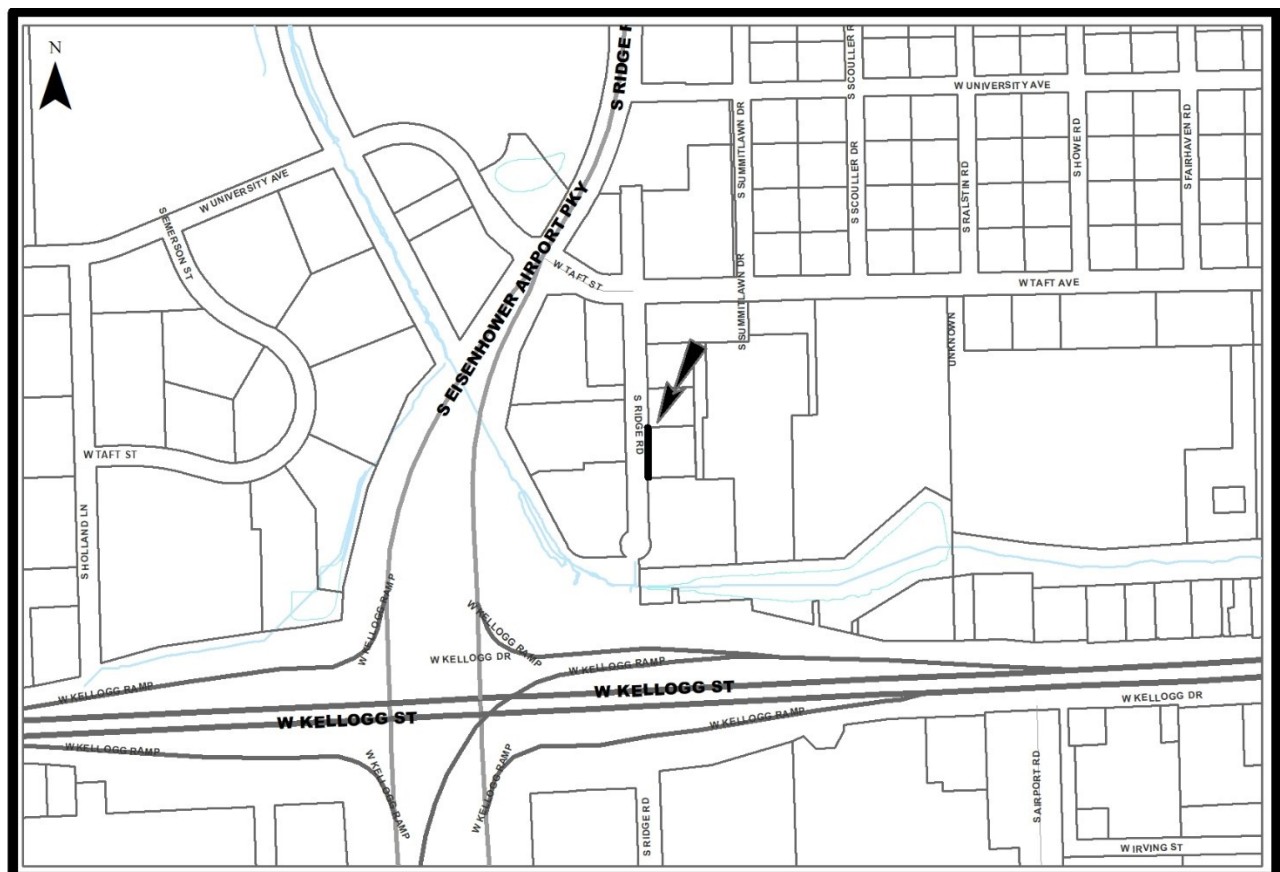 N
S RIDGE R
S SCOULLER R
W UNIVERSITY AVE
S SUMMITLAWN DR
S HOWE RD
S FAIRHAVEN RD
W UNIVERSITY AVE
S EMERSON ST
S SCOULLER DR
S RALSTIN RD
S EISENHOWER AIRPORT PKY
W TAFT ST
W TAFT AVE
S SUMMITLAWN DR
UNKNOWN
S RIDGE RD
W TAFT ST
S HOLLAND LN
W KELLOGG RAMP
W KELLOGG RAMP
W KELLOGG DR
W KELLOGG RAMP
W KELLOGG RAMP
W KELLOGG ST
W KELLOGG DR
W KELLOGG ST
W KELLOGG RAMP
W KELLOGG RAMP
W KELLOGG RAMP
W KELLOGG RAMP
S RIDGE RD
S AIRPORT RD
W IRVING ST